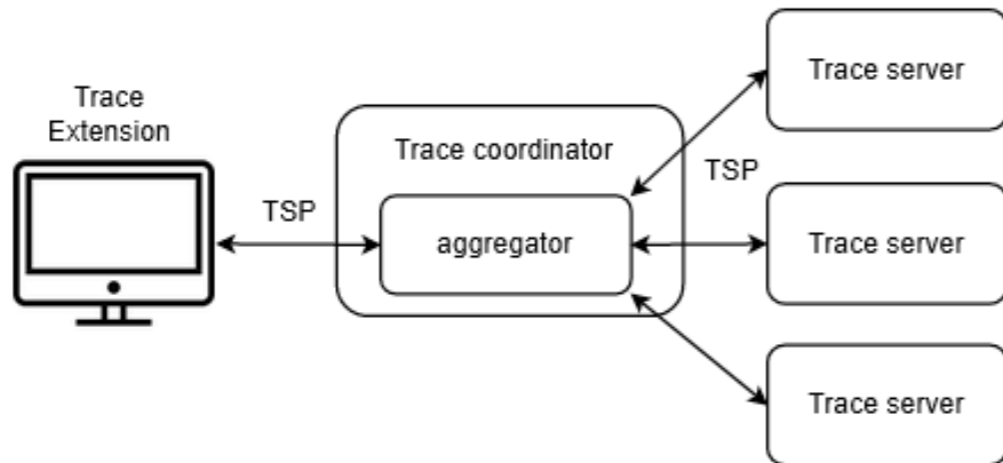 Trace
Extension
TSP
Trace coordinator
aggregator
TSP
Trace server
Trace server
Trace server